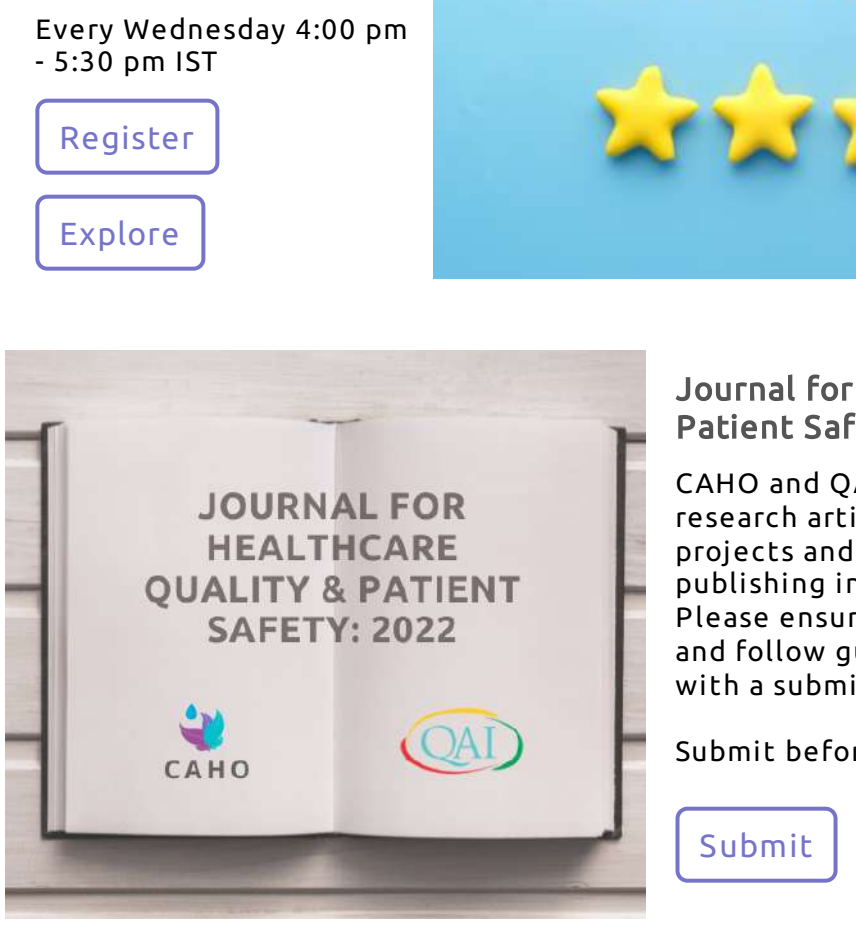 Every Wednesday 4:00 pm
- 5:30 pm IST
Register
Explore
JOURNAL FOR
HEALTHCARE
QUALITY & PATIENT
SAFETY: 2022
CAHO
QAI
Journal for
Patient Saf
CAHO and QA
research arti
projects and
publishing in
Please ensur
and follow gu
with a submi
Submit befor
Submit